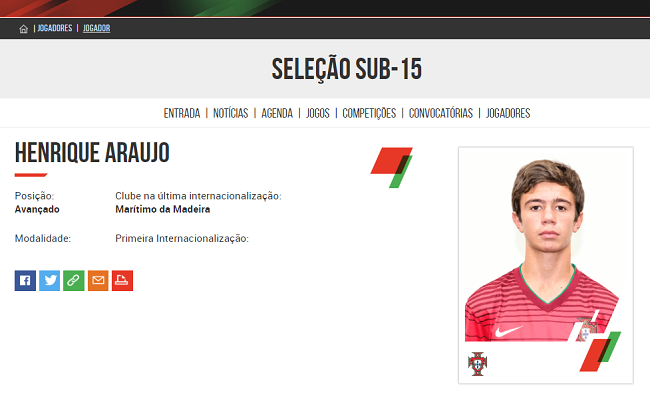 | JOGADORES | JOGADOR
SELEÇÃO SUB-15
ENTRADA | NOTÍCIAS | AGENDA | JOGOS | COMPETIÇÕES | CONVOCATÓRIAS | JOGADORES
HENRIQUE ARAUJO
Posição: Clube na última internacionalização:
Avançado Marítimo da Madeira
Modalidade: Primeira Internacionalização: